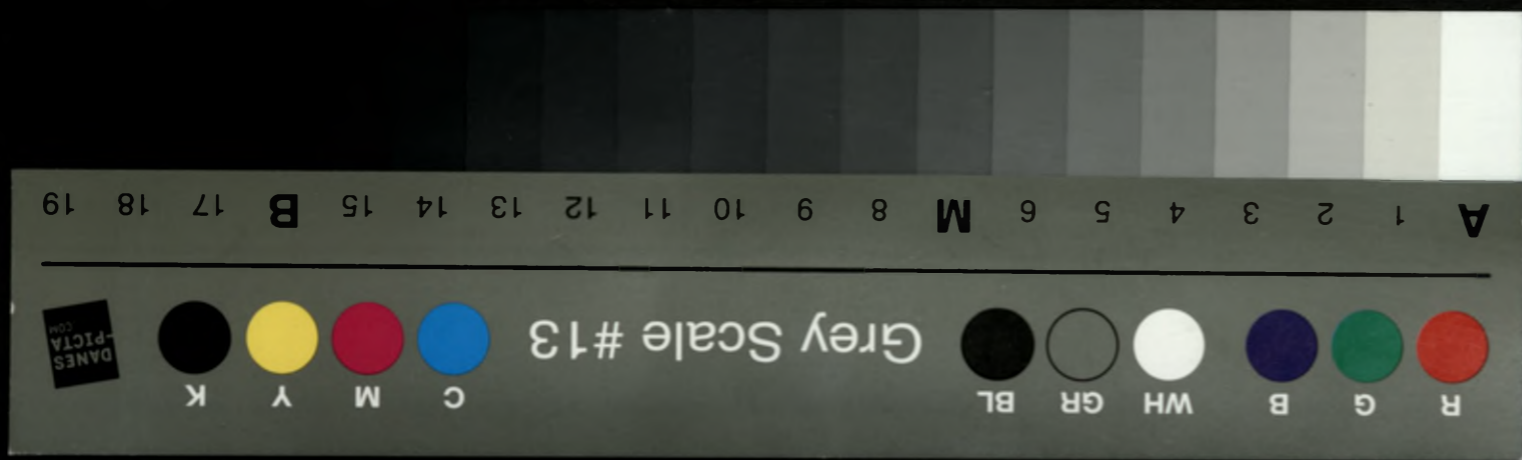 R G B WH GR BL C M Y K
Grey Scale #13
DANES
-PICTA
.COM
A 1 2 3 4 5 6 M 8 9 10 11 12 13 14 15 B 17 18 19